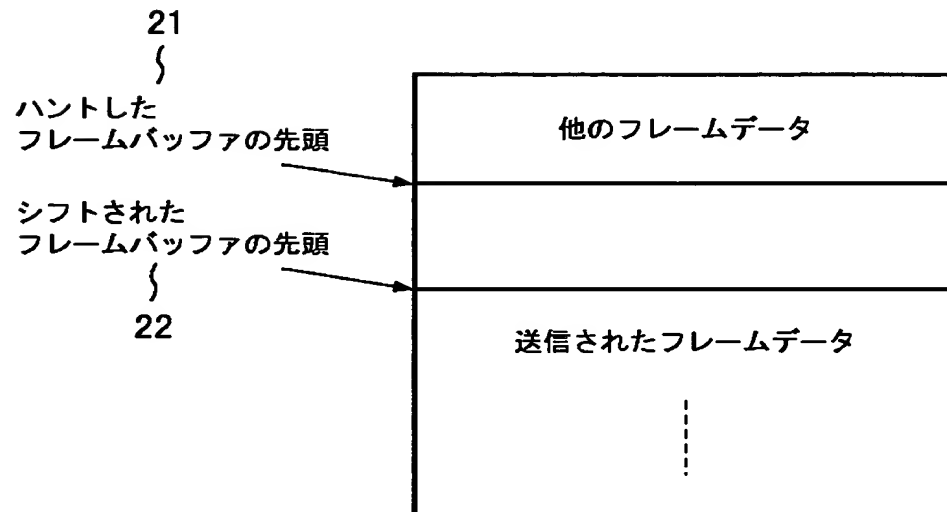 21
ハントした
フレームバッファの先頭
シフトされた
フレームバッファの先頭
22
他のフレームデータ
送信されたフレームデータ